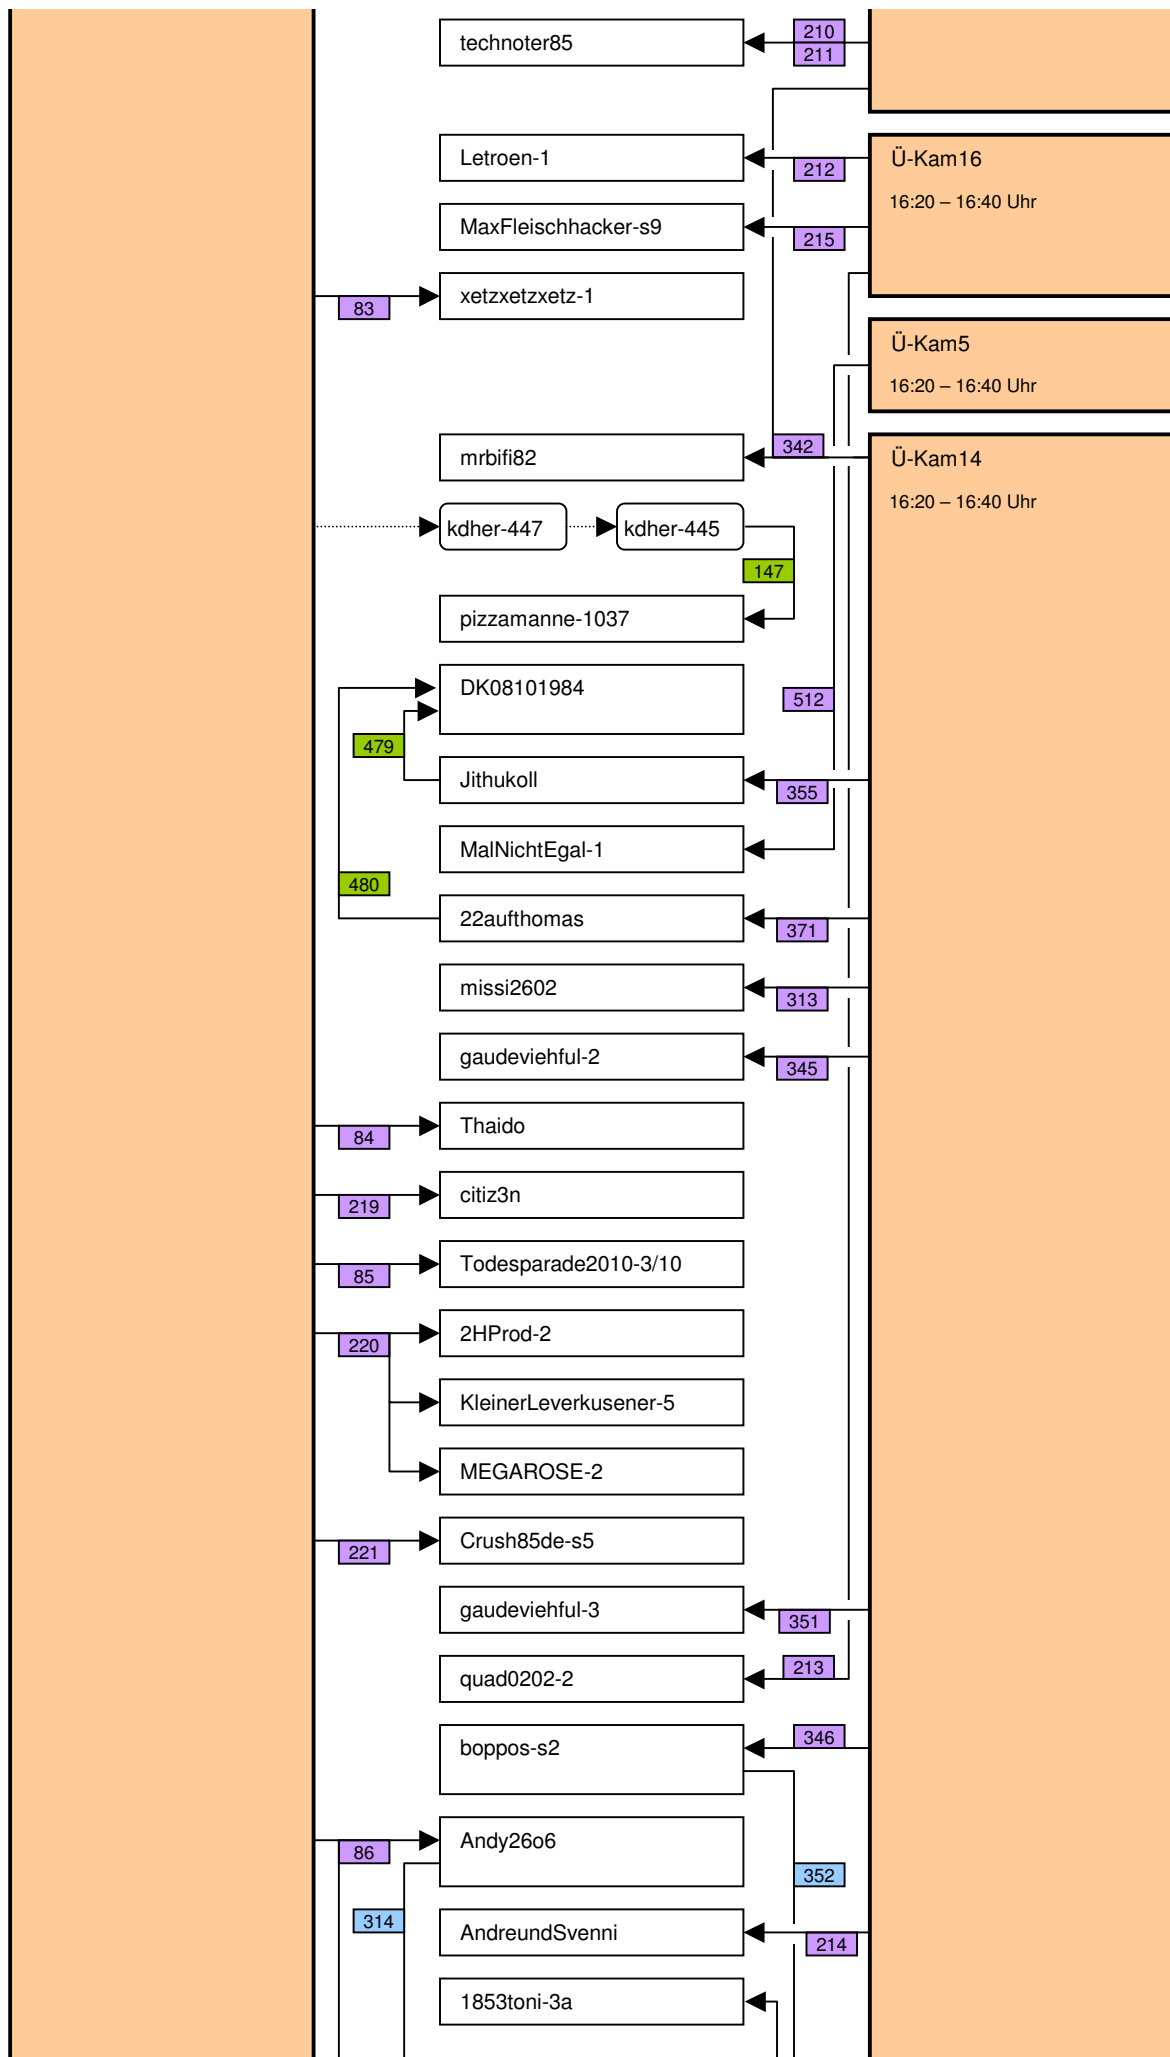 technoter85
210
211
Letroen-1
212
Ü-Kam16
16:20 – 16:40 Uhr
MaxFleischhacker-s9
215
83
xetzxetzxetz-1
Ü-Kam5
16:20 – 16:40 Uhr
mrbifi82
342
Ü-Kam14
16:20 – 16:40 Uhr
kdher-447
kdher-445
147
pizzamanne-1037
DK08101984
512
479
Jithukoll
355
MalNichtEgal-1
480
22aufthomas
371
missi2602
313
gaudeviehful-2
345
84
Thaido
219
citiz3n
85
Todesparade2010-3/10
220
2HProd-2
KleinerLeverkusener-5
MEGAROSE-2
221
Crush85de-s5
gaudeviehful-3
351
quad0202-2
213
boppos-s2
346
86
Andy26o6
352
314
AndreundSvenni
214
1853toni-3a